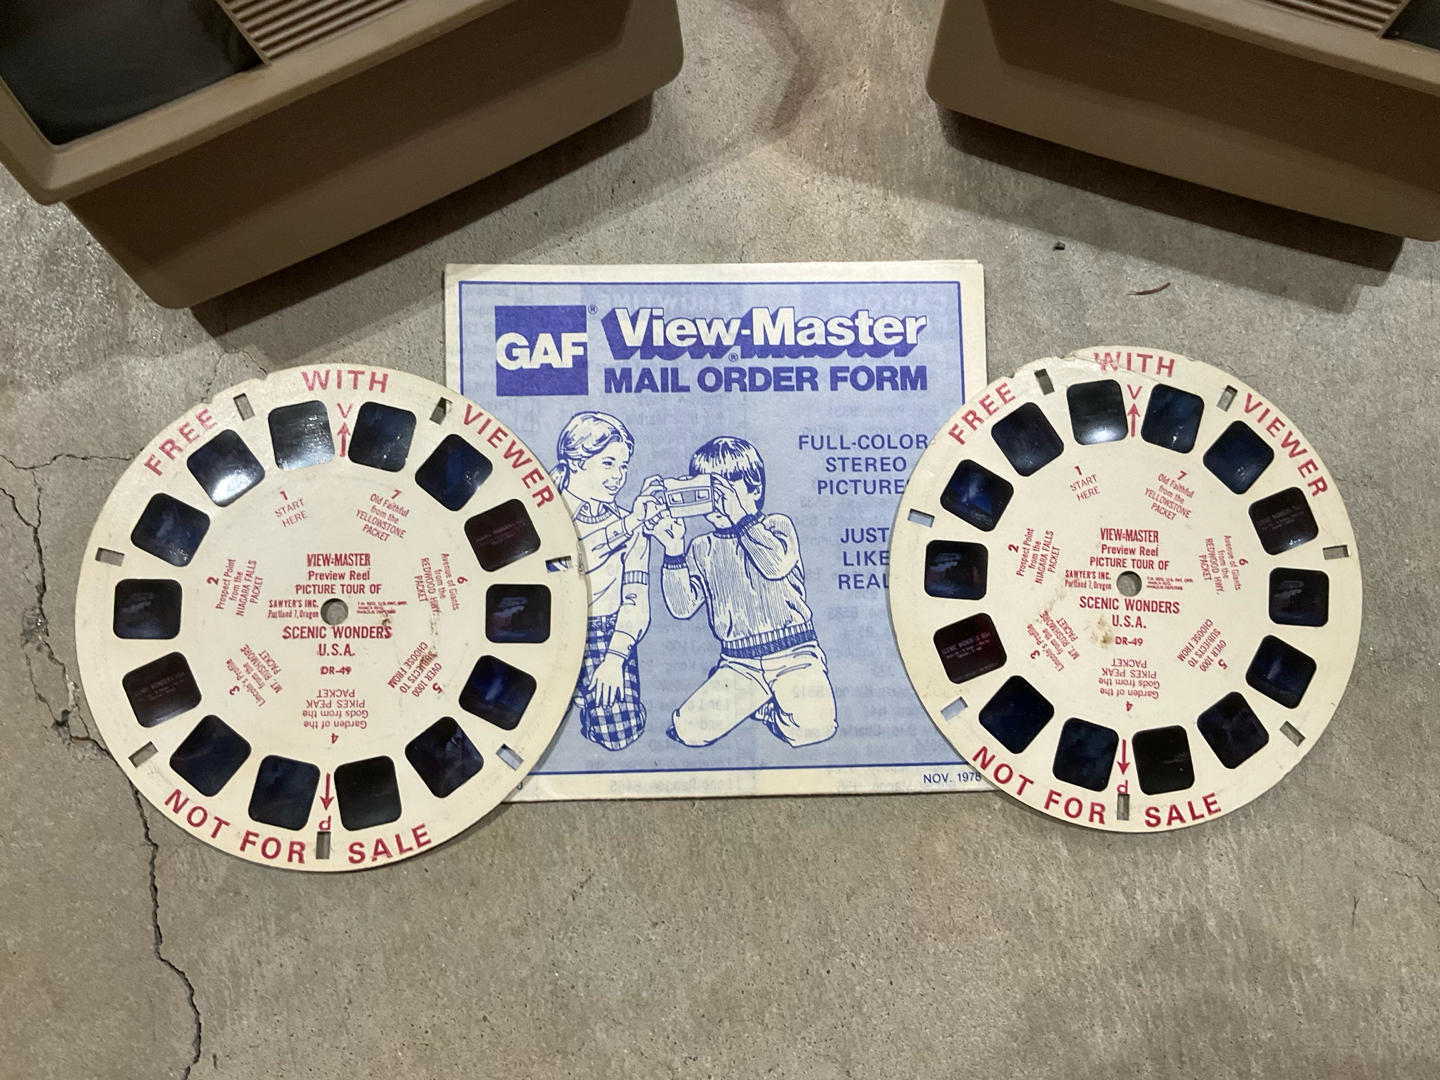 GAF®
View-Master®
MAIL ORDER FORM
FULL-COLOR
STEREO
PICTURE
JUST
LIKE
REAL
NOV. 1978
FREE WITH VIEWER
V
1
START
HERE
7
Old Faithful
from the
YELLOWSTONE
PACKET
2
Prospect Point
from the
NIAGARA FALLS
PACKET
6
Avenue of Giants
from the
REDWOOD HWY.
PACKET
VIEW-MASTER
Preview Reel
PICTURE TOUR OF
SAWYER'S INC.
Portland 7, Oregon
SCENIC WONDERS
U.S.A.
DR-49
3
Lincoln's Profile
MT. RUSHMORE
PACKET
5
OVER 1000
SUBJECTS TO
CHOOSE FROM
4
Garden of the
Gods from the
PIKES PEAK
PACKET
P
NOT FOR SALE
FREE WITH VIEWER
V
1
START
HERE
7
Old Faithful
from the
YELLOWSTONE
PACKET
2
Prospect Point
from the
NIAGARA FALLS
PACKET
6
Avenue of Giants
from the
REDWOOD HWY.
PACKET
VIEW-MASTER
Preview Reel
PICTURE TOUR OF
SAWYER'S INC.
Portland 7, Oregon
SCENIC WONDERS
U.S.A.
DR-49
3
Lincoln's Profile
MT. RUSHMORE
PACKET
5
OVER 1000
SUBJECTS TO
CHOOSE FROM
4
Garden of the
Gods from the
PIKES PEAK
PACKET
P
NOT FOR SALE